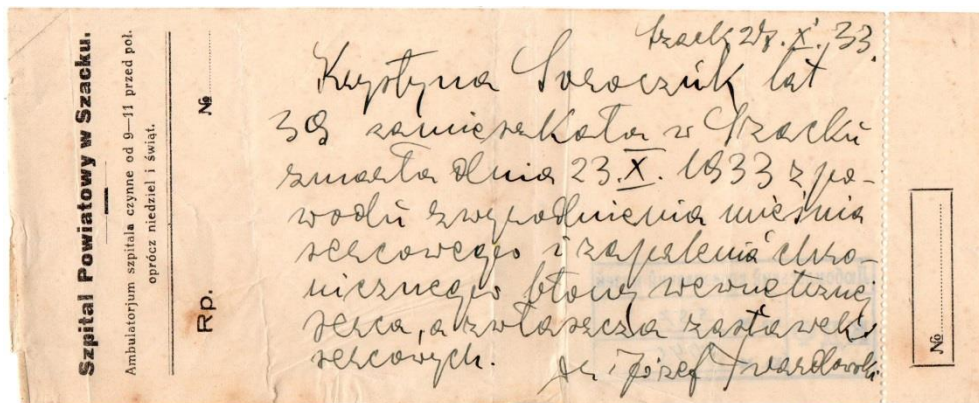 Szpital Powiatowy w Szacku.
Ambulatorjum szpitala czynne od 9—11 przed poł.
oprócz niedziel i świąt.
№
Rp.
Szack 27. X. 33.
Krystyna Soroczuk lat
39 zamieszkała w Szacku
zmarła dnia 23. X. 1933 z po-
wodu zwyrodnienia mięśnia
sercowego i zapalenia chro-
nicznego błony wewnętrznej
serca, a zwłaszcza zastawek
sercowych.
dr. Józef Twardowski
№